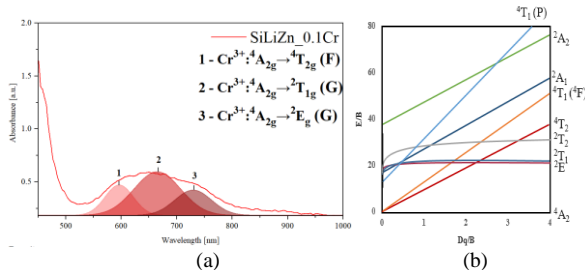 SiLiZn_0.1Cr
1 - Cr³⁺:⁴A₂g→⁴T₂g (F)
2 - Cr³⁺:⁴A₂g→²T₁g (G)
3 - Cr³⁺:⁴A₂g→²Eg (G)
Absorbance [a.u.]
2.0
1.5
1.0
0.5
1
2
3
500
600
700
800
900
1000
Wavelength [nm]
(a)
⁴T₁(P)
²A₂
²A₁
⁴T₁(⁴F)
⁴T₂
²T₂
²T₁
²E
⁴A₂
E/B
80
60
40
20
0
0
1
2
3
4
Dq/B
(b)